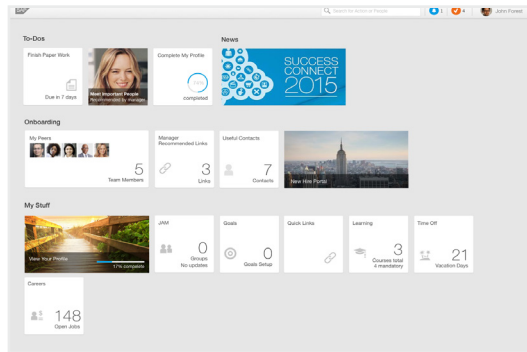 SAP
Search for Action or People
1
4
John Forest
To-Dos
News
Finish Paper Work
Due in 7 days
Meet Important People
Recommended by manager
Complete My Profile
completed
SUCCESS
CONNECT
2015
Onboarding
My Peers
5
Team Members
Manager
Recommended Links
3
Links
Useful Contacts
7
Contacts
New Hire Portal
My Stuff
View Your Profile
17% complete
JAM
0
Groups
No updates
Goals
0
Goals Setup
Quick Links
Learning
3
Courses total
4 mandatory
Time Off
21
Vacation Days
Careers
148
Open Jobs